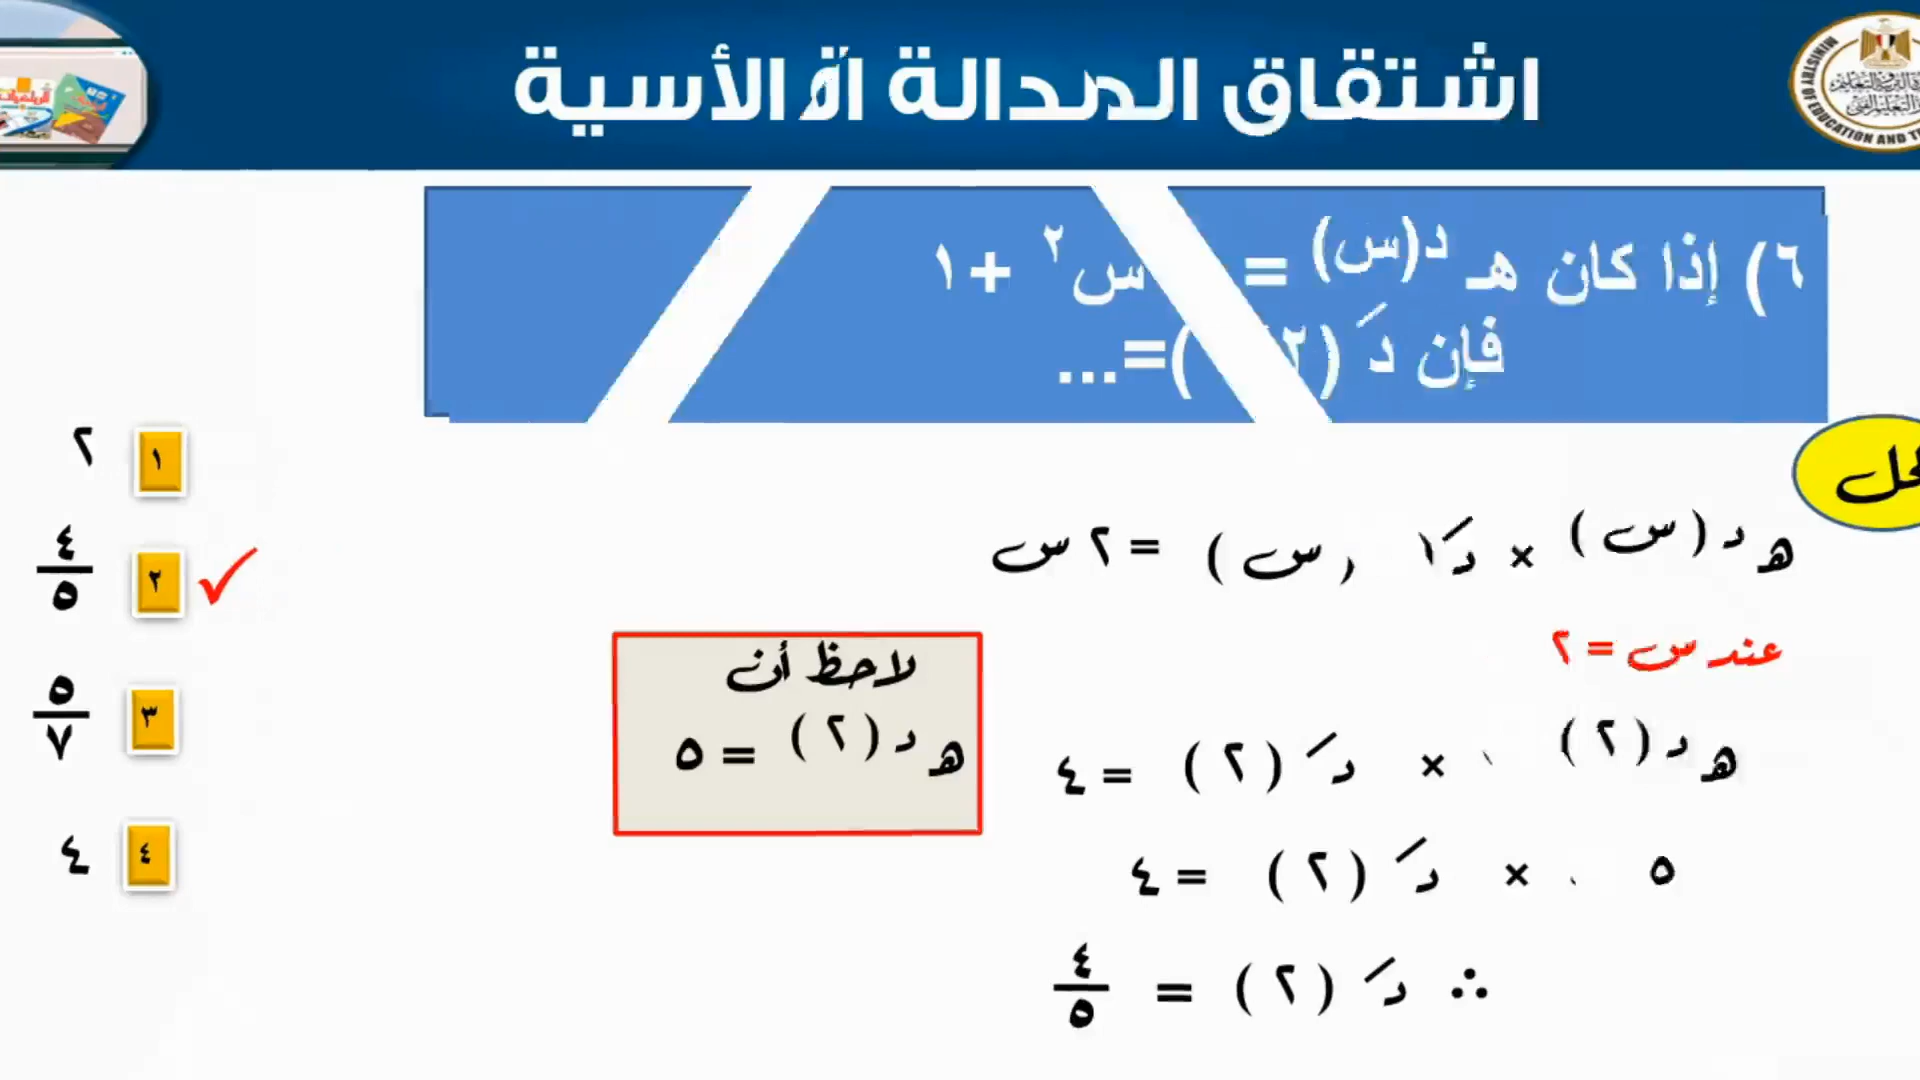 اشتقاق الدالة الأسية
٦) إذا كان هـ د(س) = س٢ + ١
فإن دَ (٢) = ...
١ ٢
٢ ٤/٥ ✓
٣ ٥/٧
٤ ٤
هـ د(س) × دَ (س) = ٢ س
عند س = ٢
هـ د(٢) × دَ (٢) = ٤
لاحظ أن
هـ د(٢) = ٥
٥ × دَ (٢) = ٤
∴ دَ (٢) = ٤/٥